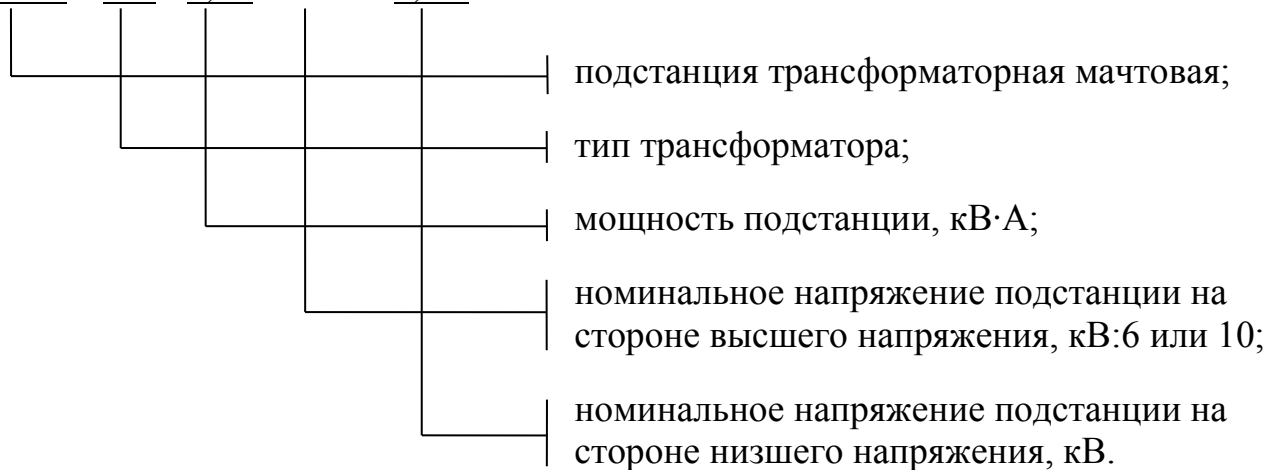 подстанция трансформаторная мачтовая;
тип трансформатора;
мощность подстанции, кВ·А;
номинальное напряжение подстанции на
стороне высшего напряжения, кВ:6 или 10;
номинальное напряжение подстанции на
стороне низшего напряжения, кВ.